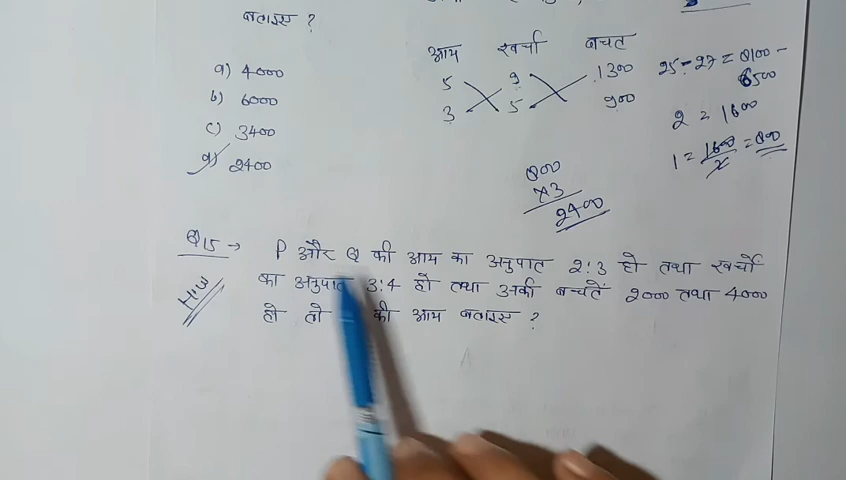 बताइए ?
a) 4000
b) 6000
c) 3400
d) 2400
आय खर्चा बचत
5 9 1300
3 5 900
25-27 = 8100 -
6500
2 = 1600
1 = 1600/2 = 800
800
×3
2400
Q15→ P और Q की आय का अनुपात 2:3 हो तथा खर्चों
H.W का अनुपात 3:4 हो तथा उनकी बचतें 2000 तथा 4000
हो तो की आय बताइए ?